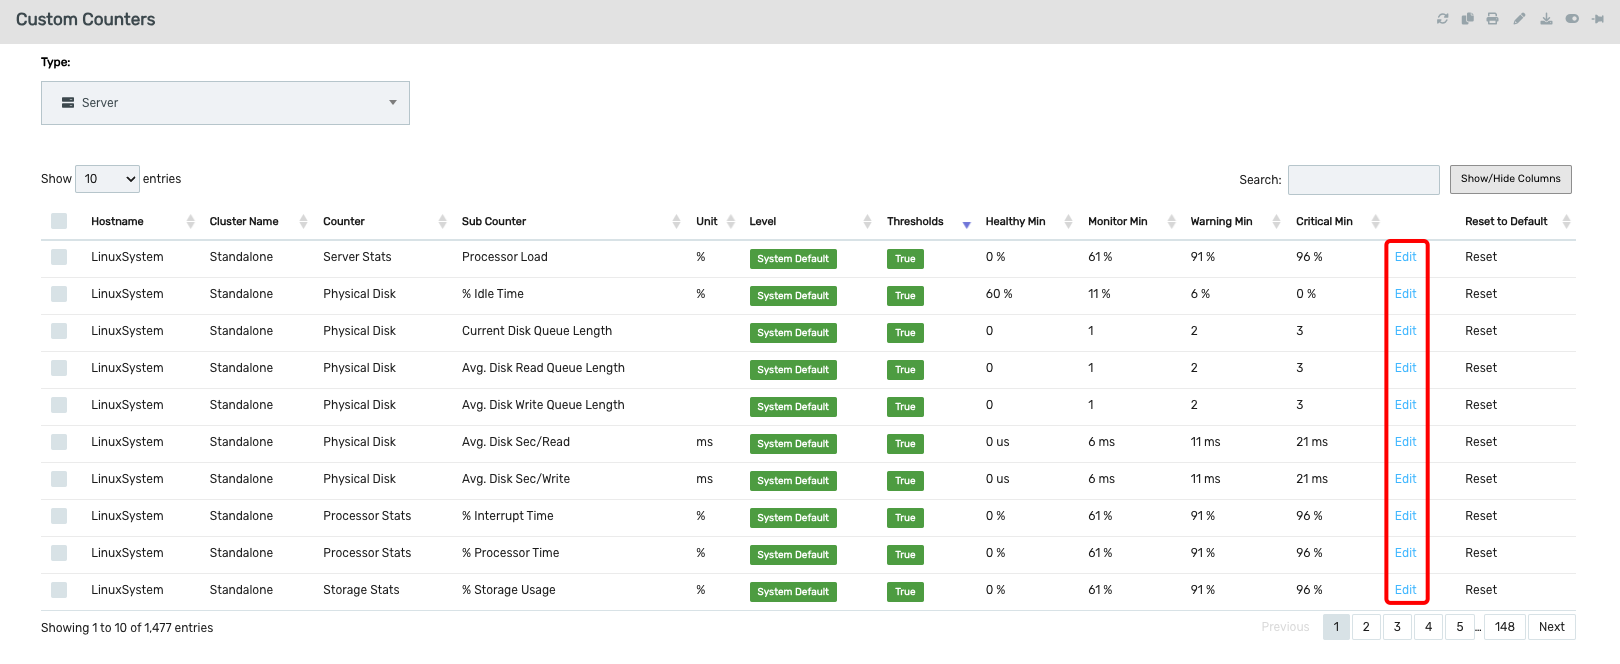 Custom Counters
Type:
Server
Show 10 entries
Search: Show/Hide Columns
Hostname Cluster Name Counter Sub Counter Unit Level Thresholds Healthy Min Monitor Min Warning Min Critical Min Reset to Default
LinuxSystem Standalone Server Stats Processor Load % System Default True 0 % 61 % 91 % 96 % Edit Reset
LinuxSystem Standalone Physical Disk % Idle Time % System Default True 60 % 11 % 6 % 0 % Edit Reset
LinuxSystem Standalone Physical Disk Current Disk Queue Length System Default True 0 1 2 3 Edit Reset
LinuxSystem Standalone Physical Disk Avg. Disk Read Queue Length System Default True 0 1 2 3 Edit Reset
LinuxSystem Standalone Physical Disk Avg. Disk Write Queue Length System Default True 0 1 2 3 Edit Reset
LinuxSystem Standalone Physical Disk Avg. Disk Sec/Read ms System Default True 0 us 6 ms 11 ms 21 ms Edit Reset
LinuxSystem Standalone Physical Disk Avg. Disk Sec/Write ms System Default True 0 us 6 ms 11 ms 21 ms Edit Reset
LinuxSystem Standalone Processor Stats % Interrupt Time % System Default True 0 % 61 % 91 % 96 % Edit Reset
LinuxSystem Standalone Processor Stats % Processor Time % System Default True 0 % 61 % 91 % 96 % Edit Reset
LinuxSystem Standalone Storage Stats % Storage Usage % System Default True 0 % 61 % 91 % 96 % Edit Reset
Showing 1 to 10 of 1,477 entries
Previous 1 2 3 4 5 ... 148 Next